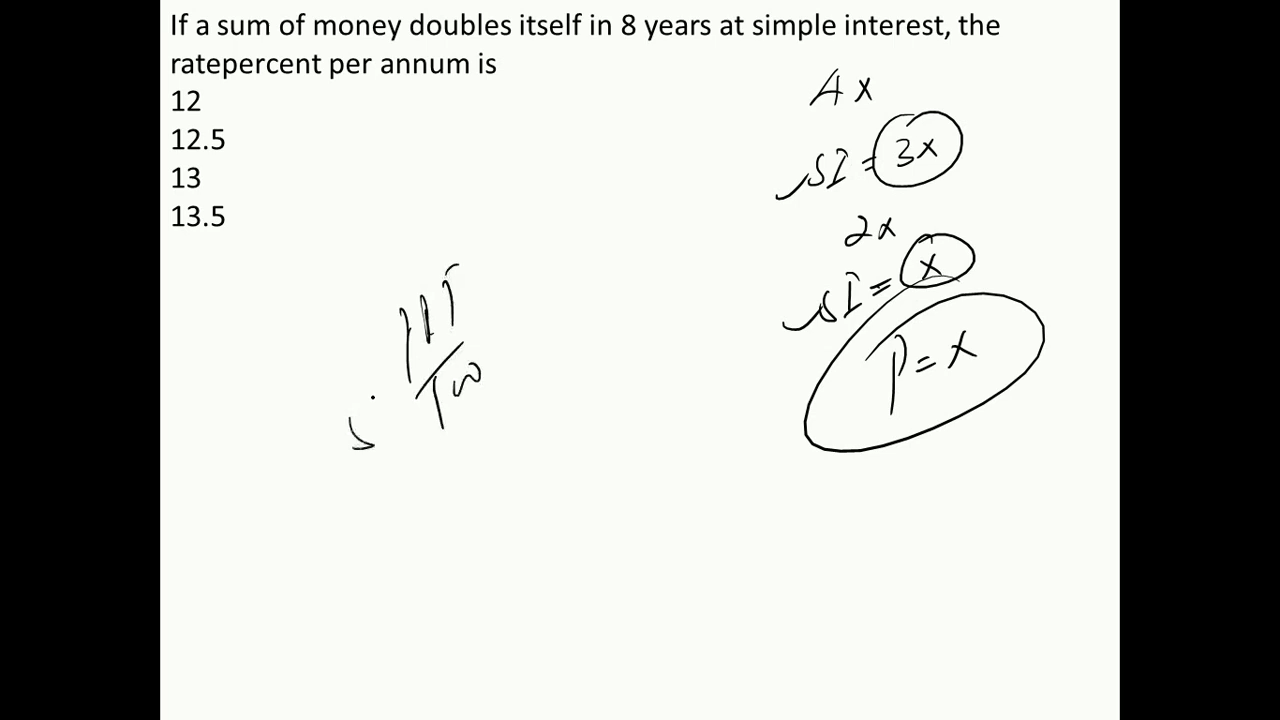 If a sum of money doubles itself in 8 years at simple interest, the
ratepercent per annum is
12
12.5
13
13.5
4x
SI = 3x
2x
SI = x
P = x